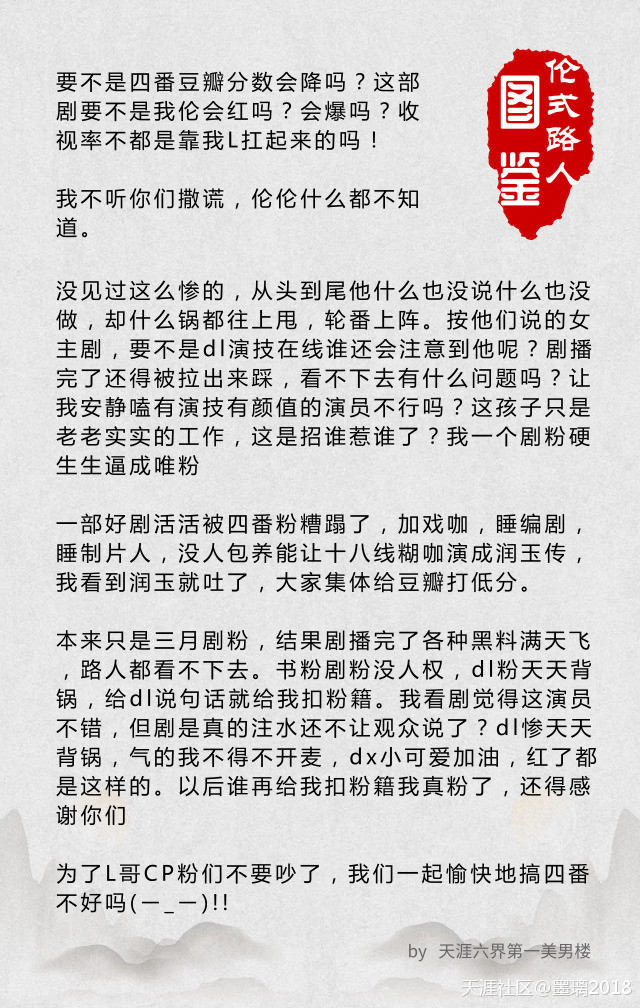 伦式路人
图鉴
要不是四番豆瓣分数会降吗？这部
剧要不是我伦会红吗？会爆吗？收
视率不都是靠我L扛起来的吗！
我不听你们撒谎，伦伦什么都不知
道。
没见过这么惨的，从头到尾他什么也没说什么也没
做，却什么锅都往上甩，轮番上阵。按他们说的女
主剧，要不是dl演技在线谁还会注意到他呢？剧播
完了还得被拉出来踩，看不下去有什么问题吗？让
我安静嗑有演技有颜值的演员不行吗？这孩子只是
老老实实的工作，这是招谁惹谁了？我一个剧粉硬
生生逼成唯粉
一部好剧活活被四番粉糟蹋了，加戏咖，睡编剧，
睡制片人，没人包养能让十八线糊咖演成润玉传，
我看到润玉就吐了，大家集体给豆瓣打低分。
本来只是三月剧粉，结果剧播完了各种黑料满天飞
，路人都看不下去。书粉剧粉没人权，dl粉天天背
锅，给dl说句话就给我扣粉籍。我看剧觉得这演员
不错，但剧是真的注水还不让观众说了？dl惨天天
背锅，气的我不得不开麦，dx小可爱加油，红了都
是这样的。以后谁再给我扣粉籍我真粉了，还得感
谢你们
为了L哥CP粉们不要吵了，我们一起愉快地搞四番
不好吗(ー_ー)!!
by 天涯六界第一美男楼
天涯社区@墨璃2018